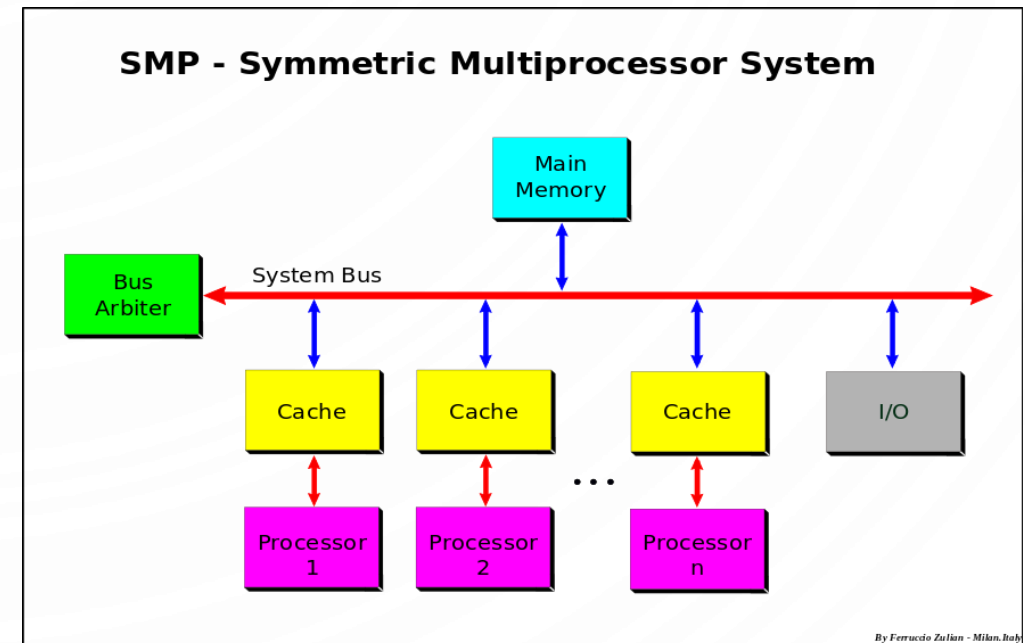 SMP - Symmetric Multiprocessor System
Main
Memory
Bus
Arbiter
System Bus
Cache
Cache
Cache
I/O
...
Processor
1
Processor
2
Processor
n
By Ferruccio Zulian - Milan.Italy